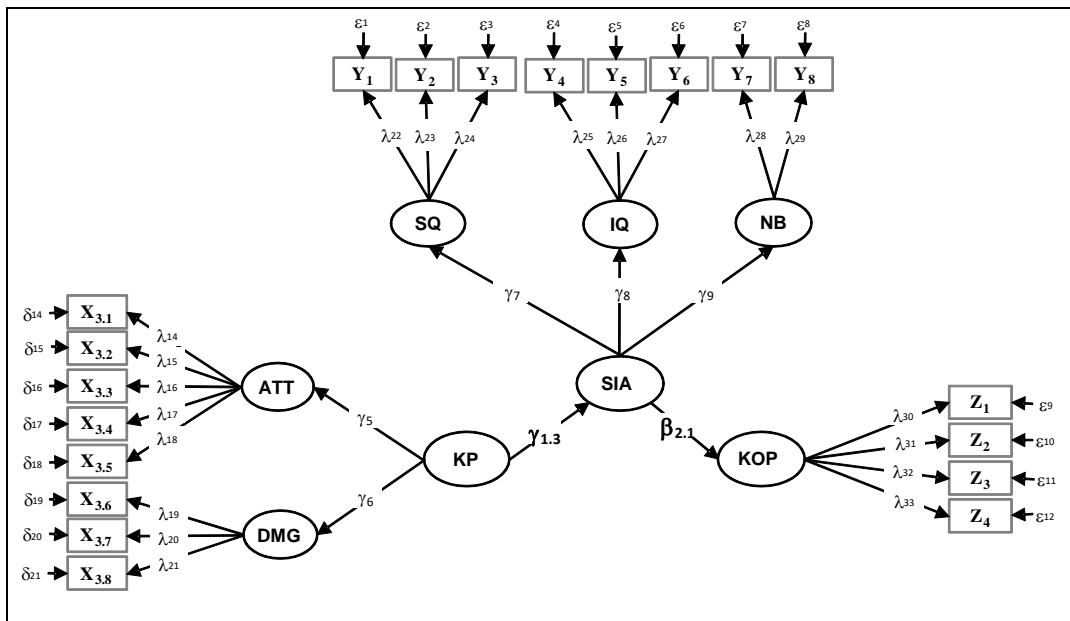 ε1 ε2 ε3 ε4 ε5 ε6 ε7 ε8
Y1 Y2 Y3 Y4 Y5 Y6 Y7 Y8
λ22 λ23 λ24 λ25 λ26 λ27 λ28 λ29
SQ IQ NB
γ7 γ8 γ9
δ14 X3.1 λ14
δ15 X3.2 λ15
δ16 X3.3 λ16
δ17 X3.4 λ17
δ18 X3.5 λ18
δ19 X3.6 λ19
δ20 X3.7 λ20
δ21 X3.8 λ21
ATT
DMG
γ5
γ6
KP
γ1.3
SIA
β2.1
KOP
λ30 Z1 ε9
λ31 Z2 ε10
λ32 Z3 ε11
λ33 Z4 ε12